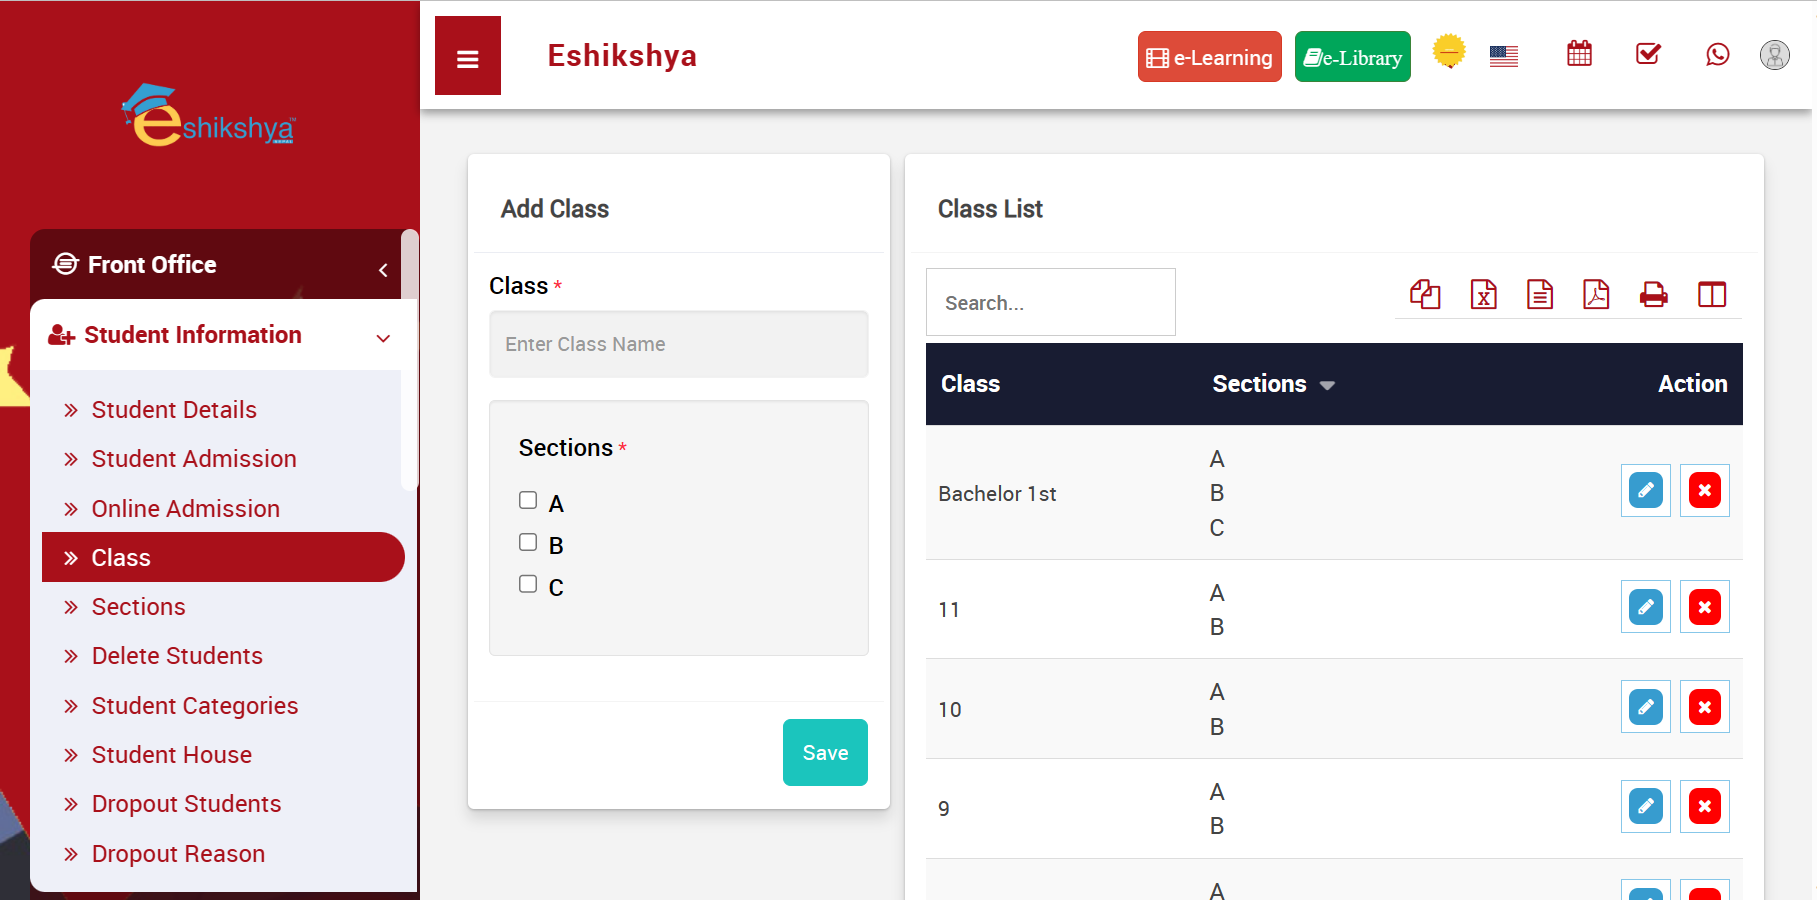 eshikshya
Front Office
Student Information
Student Details
Student Admission
Online Admission
Class
Sections
Delete Students
Student Categories
Student House
Dropout Students
Dropout Reason
Eshikshya
e-Learning
e-Library
Add Class
Class *
Enter Class Name
Sections *
A
B
C
Save
Class List
Search...
Class Sections Action
Bachelor 1st
A
B
C
11
A
B
10
A
B
9
A
B
A